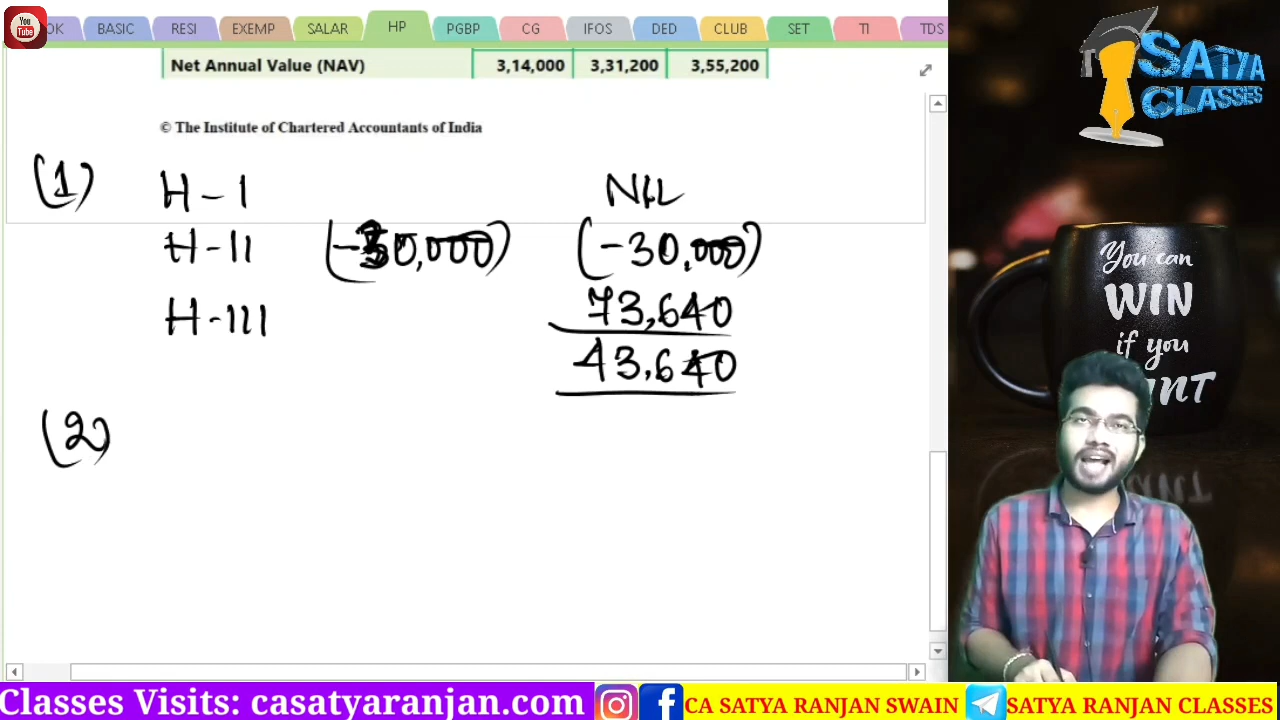 You
Tube
OK BASIC RESI EXEMP SALAR HP PGBP CG IFOS DED CLUB SET TI TDS
Net Annual Value (NAV) 3,14,000 3,31,200 3,55,200
© The Institute of Chartered Accountants of India
(1) H - I NIL
H - II (-30,000) (-30,000)
H - III 73,640
43,640
(2)
SATYA
CLASSES
You can
WIN
if you
Classes Visits: casatyaranjan.com CA SATYA RANJAN SWAIN SATYA RANJAN CLASSES